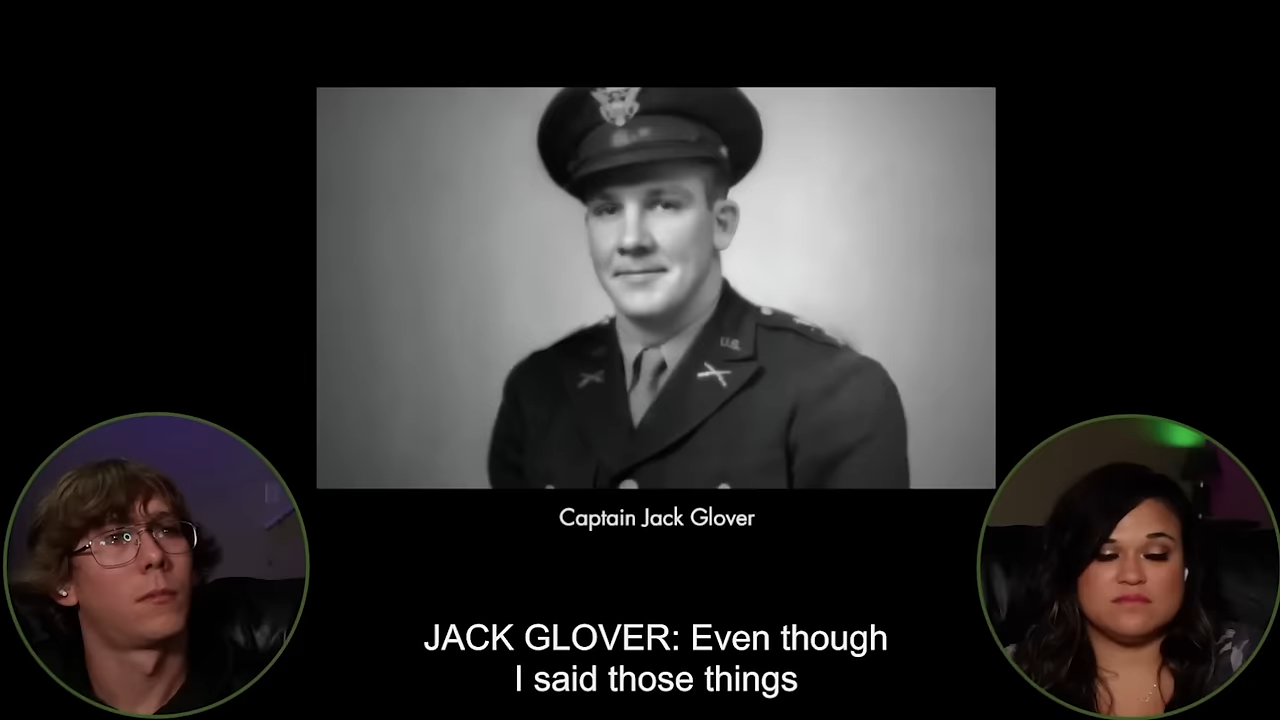 U.S.
Captain Jack Glover
JACK GLOVER: Even though
I said those things